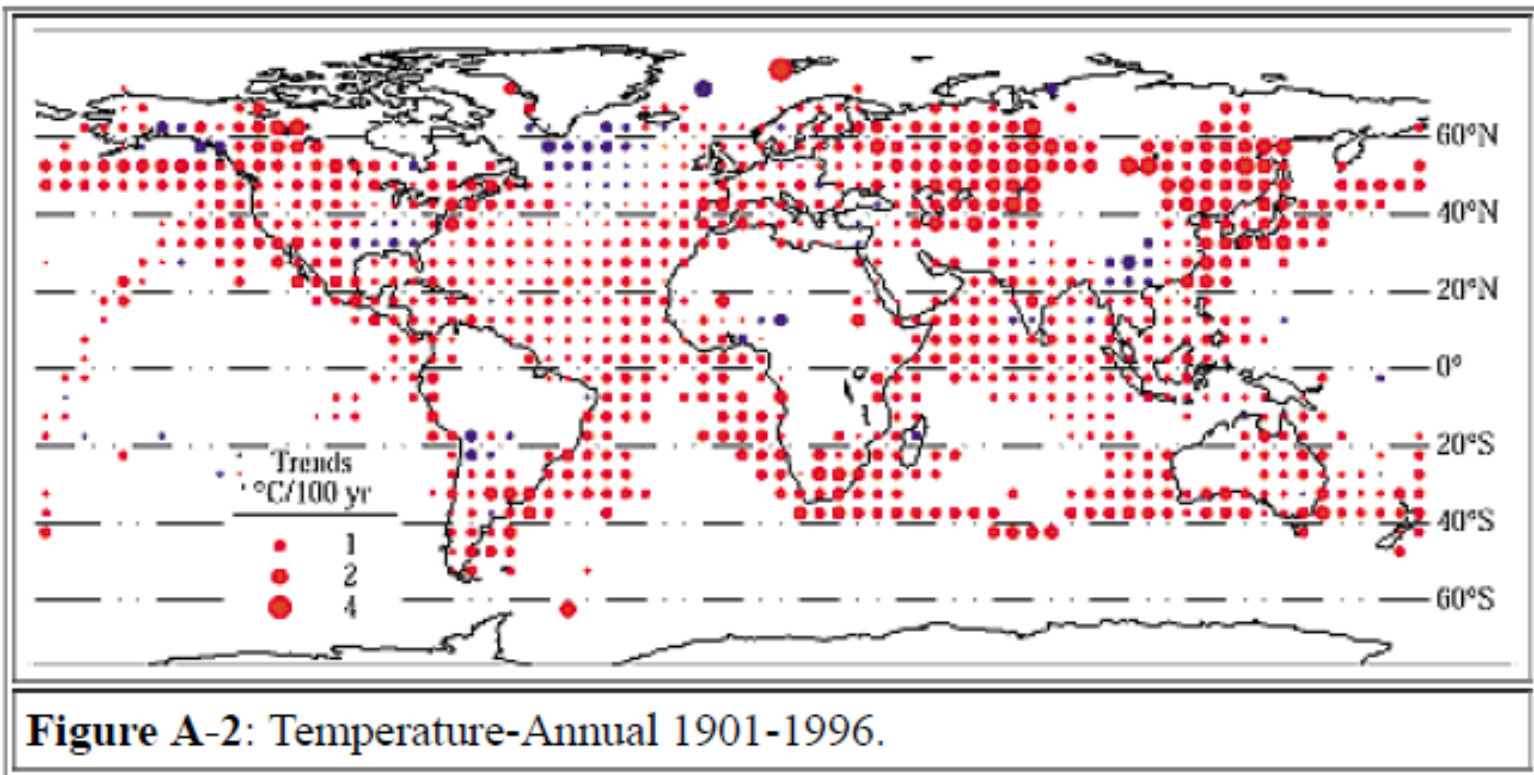 60°N
40°N
20°N
0°
20°S
Trends
°C/100 yr
40°S
1
2
60°S
4
Figure A-2: Temperature-Annual 1901-1996.